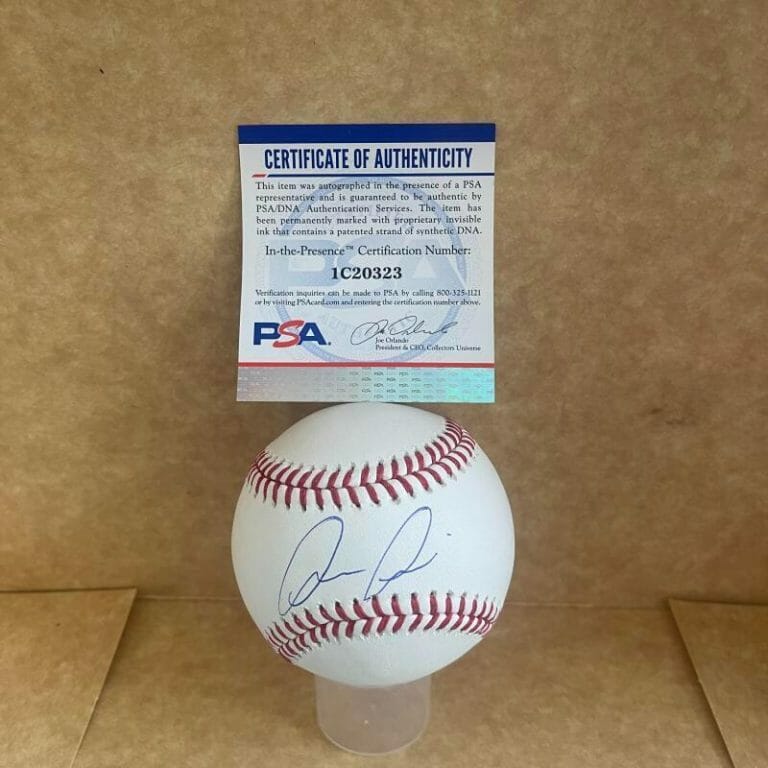 CERTIFICATE OF AUTHENTICITY
This item was autographed in the presence of a PSA
representative and is guaranteed to be authentic by
PSA/DNA Authentication Services. The item has
been permanently marked with proprietary invisible
ink that contains a patented strand of synthetic DNA.
In-the-Presence™ Certification Number:
1C20323
Verification inquiries can be made to PSA by calling 800-325-1121
or by visiting PSAcard.com and entering the certification number above.
PSA.
Joe Orlando
President & CEO, Collectors Universe